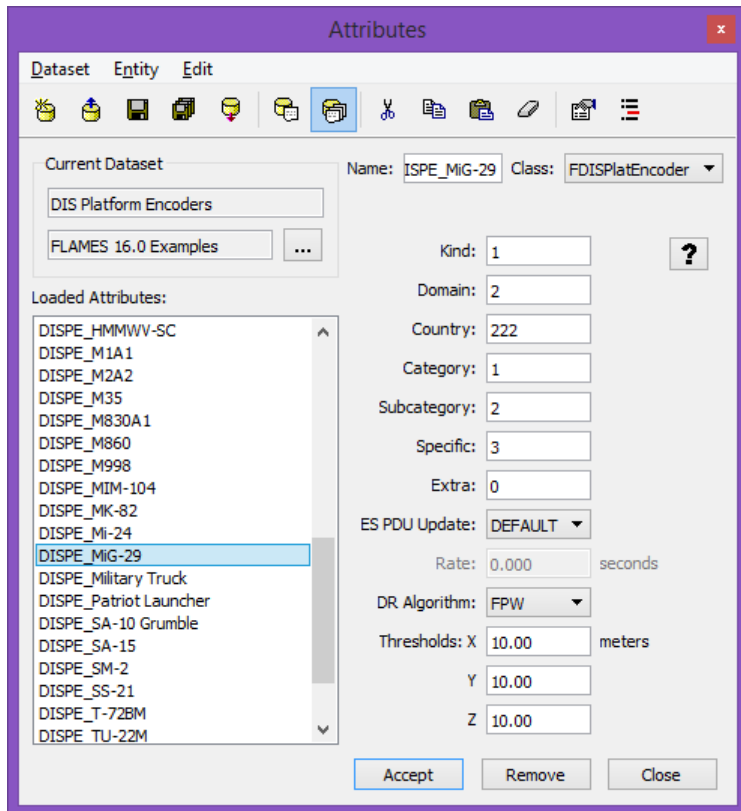 Attributes
x
Dataset Entity Edit
Current Dataset
DIS Platform Encoders
FLAMES 16.0 Examples ...
Loaded Attributes:
DISPE_HMMWV-SC
DISPE_M1A1
DISPE_M2A2
DISPE_M35
DISPE_M830A1
DISPE_M860
DISPE_M998
DISPE_MIM-104
DISPE_MK-82
DISPE_Mi-24
DISPE_MiG-29
DISPE_Military Truck
DISPE_Patriot Launcher
DISPE_SA-10 Grumble
DISPE_SA-15
DISPE_SM-2
DISPE_SS-21
DISPE_T-72BM
DISPE_TU-22M
Name: ISPE_MiG-29 Class: FDISPlatEncoder
Kind: 1
?
Domain: 2
Country: 222
Category: 1
Subcategory: 2
Specific: 3
Extra: 0
ES PDU Update: DEFAULT
Rate: 0.000 seconds
DR Algorithm: FPW
Thresholds: X 10.00 meters
Y 10.00
Z 10.00
Accept Remove Close